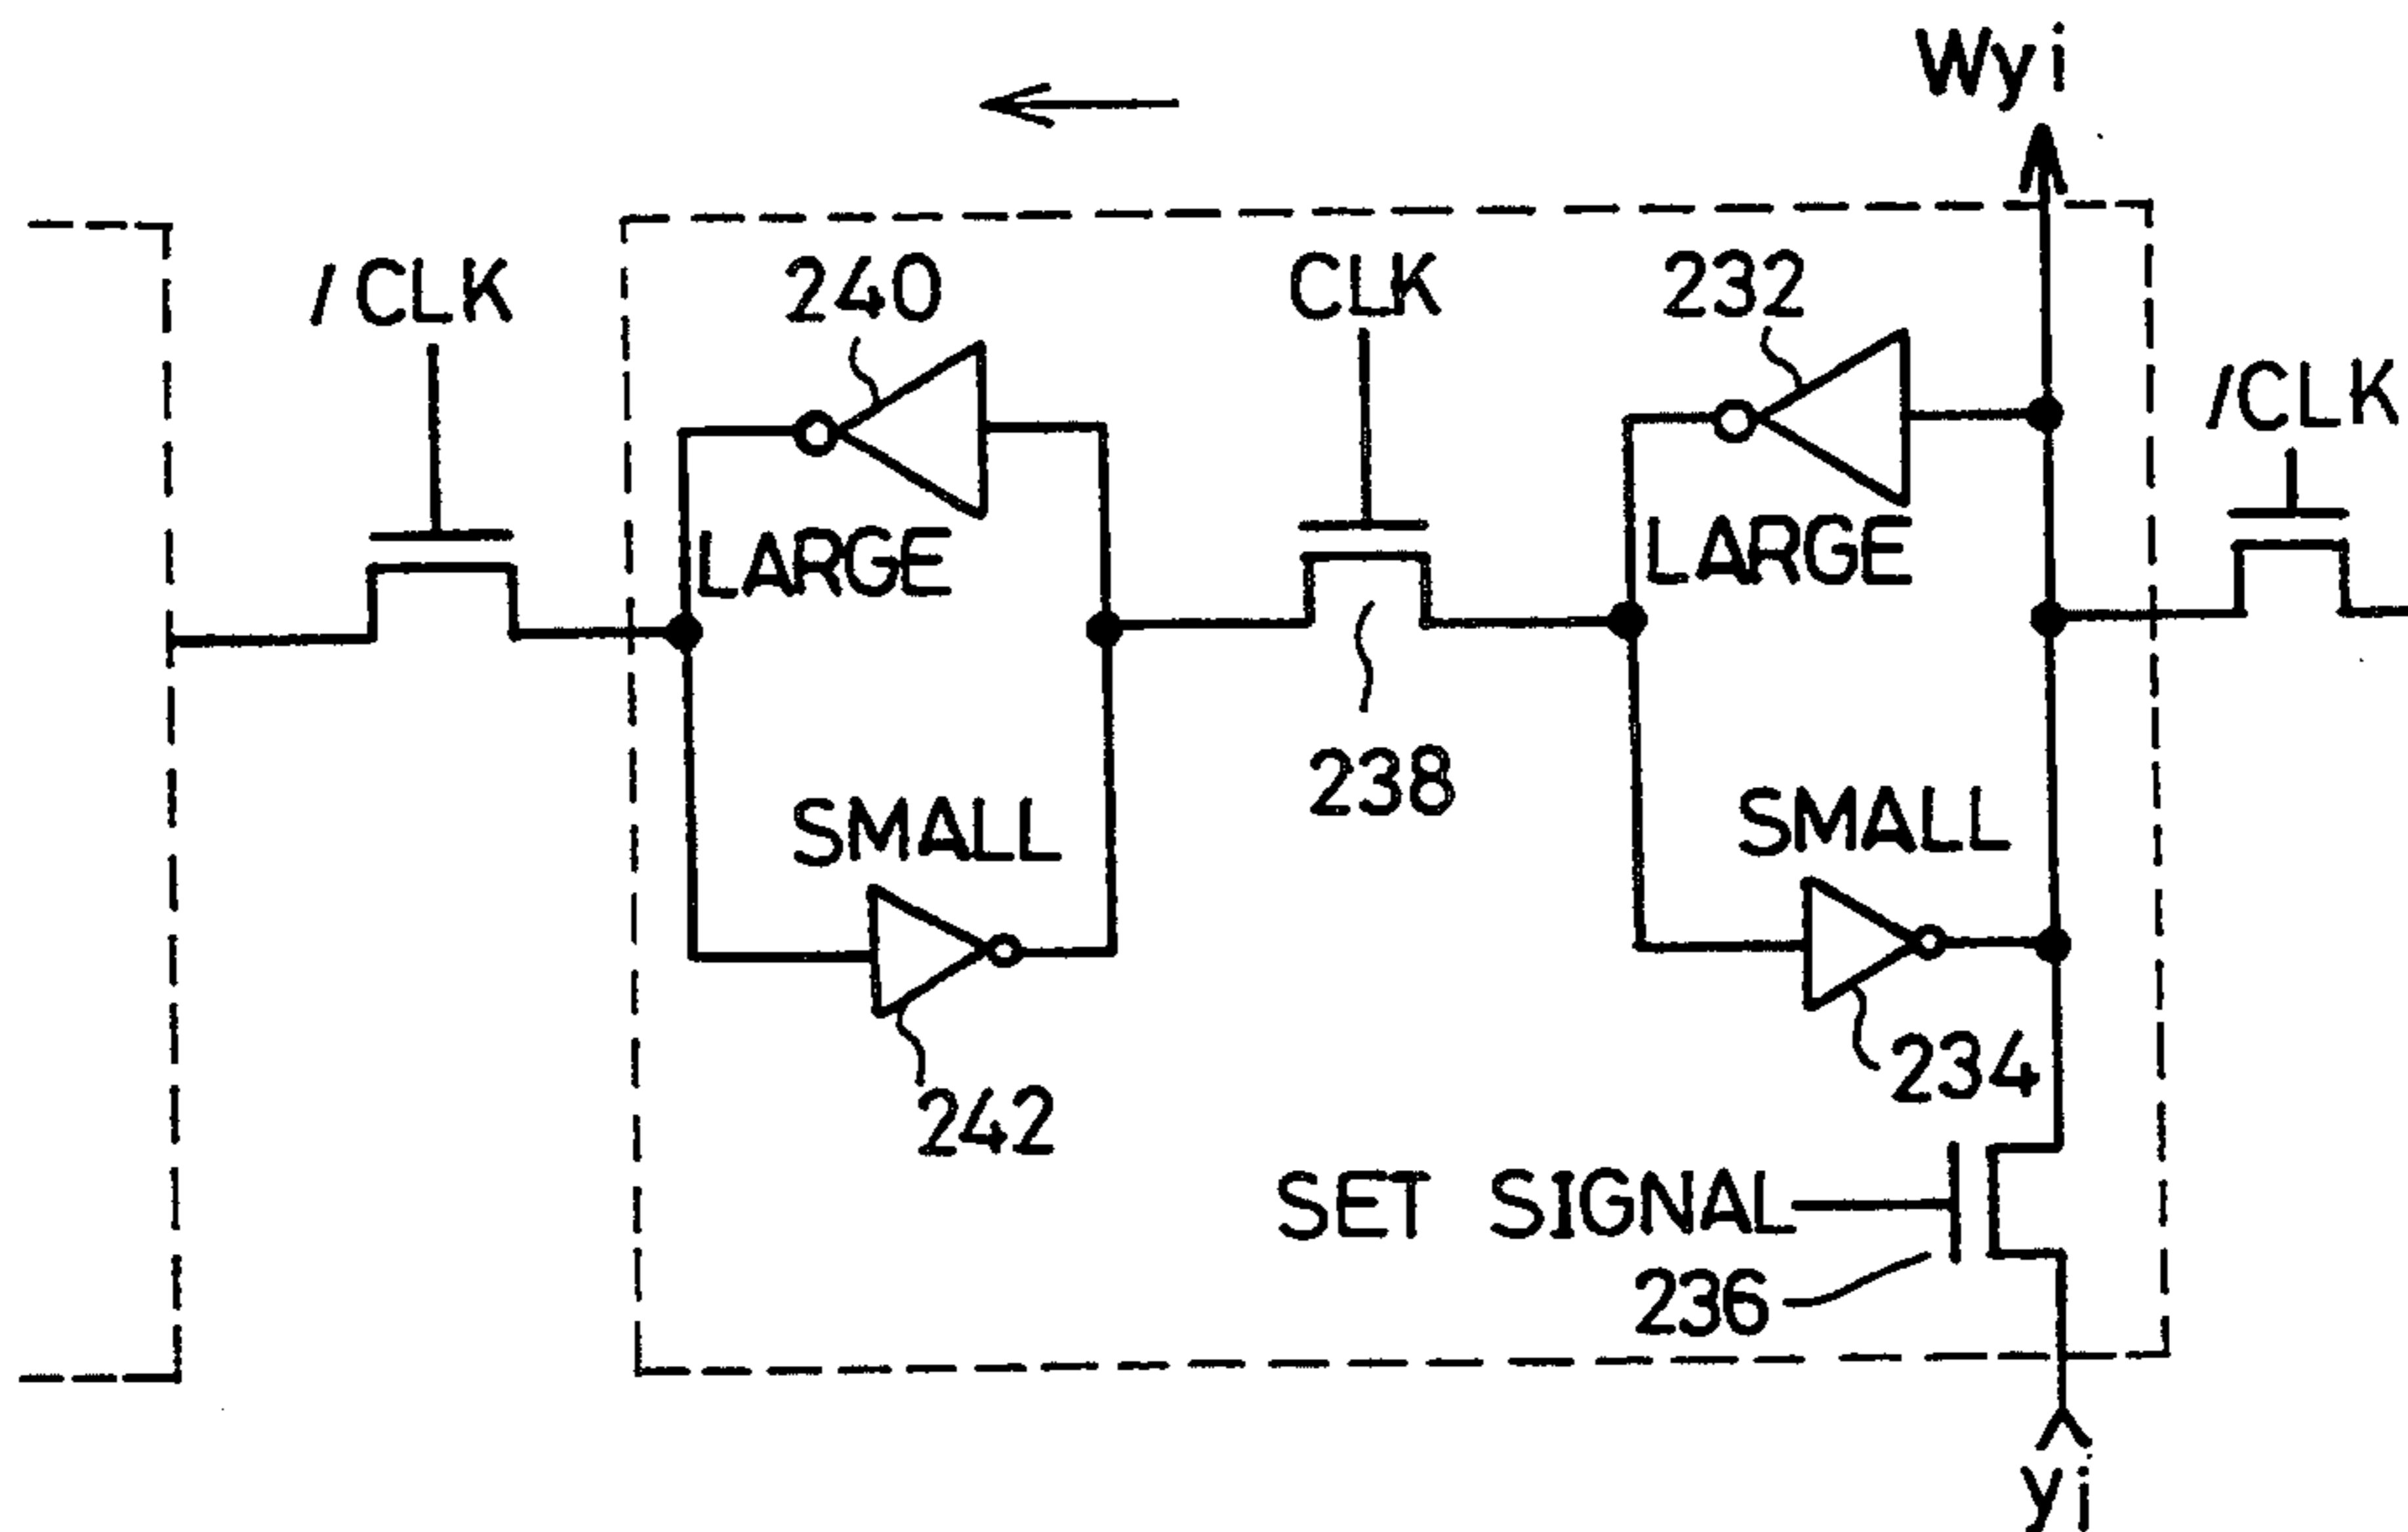 Wyi
/CLK
240
CLK
232
/CLK
LARGE
LARGE
238
SMALL
SMALL
242
234
SET SIGNAL
236
yi